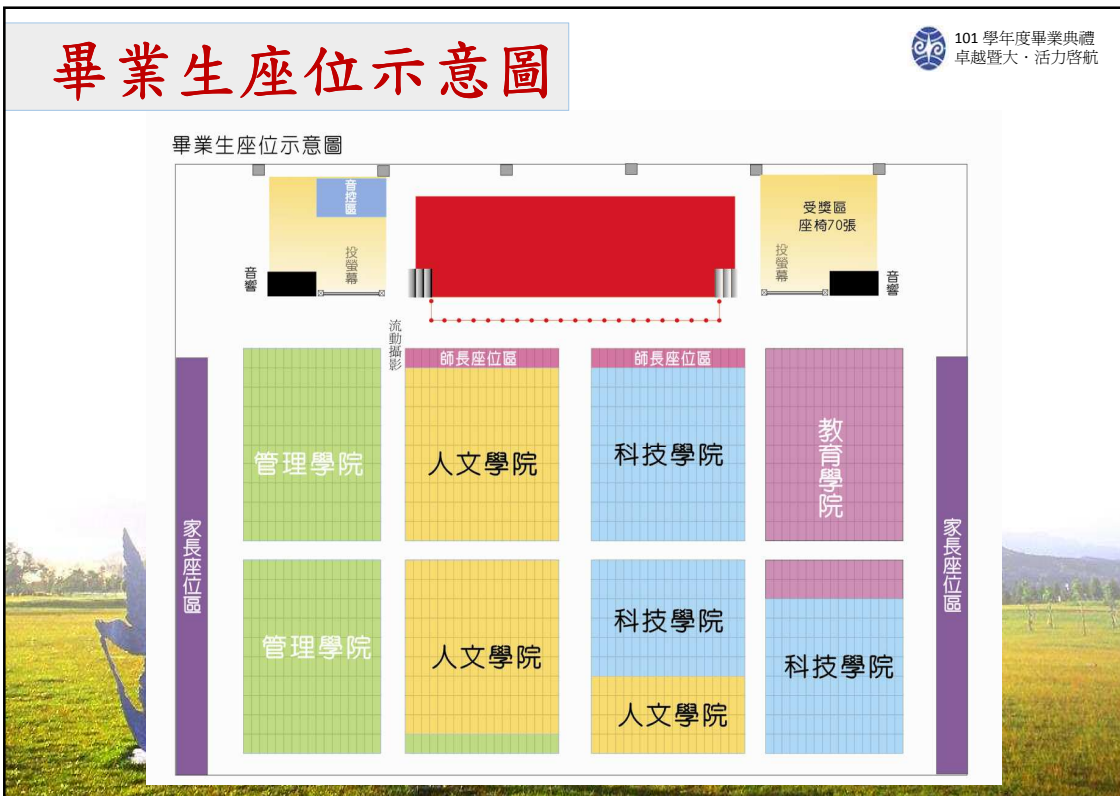 畢業生座位示意圖
101 學年度畢業典禮
卓越暨大‧活力啓航
畢業生座位示意圖
音控區
投螢幕
音響
受獎區
座椅70張
投螢幕
音響
流動攝影
師長座位區
師長座位區
管理學院
人文學院
科技學院
教育學院
家長座位區
家長座位區
管理學院
人文學院
科技學院
人文學院
科技學院